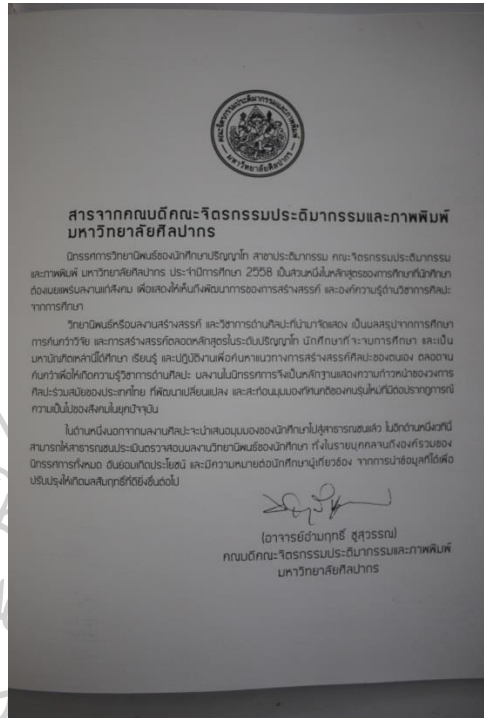 คณะจิตรกรรมประติมากรรมและภาพพิมพ์
มหาวิทยาลัยศิลปากร
สารจากคณบดีคณะจิตรกรรมประติมากรรมและภาพพิมพ์
มหาวิทยาลัยศิลปากร
นิทรรศการวิทยานิพนธ์ของนักศึกษาปริญญาโท สาขาประติมากรรม คณะจิตรกรรมประติมากรรม
และภาพพิมพ์ มหาวิทยาลัยศิลปากร ประจำปีการศึกษา 2558 เป็นส่วนหนึ่งในหลักสูตรของการศึกษาที่นักศึกษา
ต้องเผยแพร่ผลงานแก่สังคม เพื่อแสดงให้เห็นถึงพัฒนาการของการสร้างสรรค์ และองค์ความรู้ด้านวิชาการศิลปะ
จากการศึกษา
วิทยานิพนธ์หรือผลงานสร้างสรรค์ และวิชาการด้านศิลปะที่นำมาจัดแสดง เป็นผลสรุปจากการศึกษา
การค้นคว้าวิจัย และการสร้างสรรค์ตลอดหลักสูตรในระดับปริญญาโท นักศึกษาที่จะจบการศึกษา และเป็น
มหาบัณฑิตเหล่านี้ได้ศึกษา เรียนรู้ และปฏิบัติงานเพื่อค้นหาแนวทางการสร้างสรรค์ศิลปะของตนเอง ตลอดจน
ค้นคว้าเพื่อให้เกิดความรู้วิชาการด้านศิลปะ ผลงานในนิทรรศการจึงเป็นหลักฐานแสดงความก้าวหน้าของวงการ
ศิลปะร่วมสมัยของประเทศไทย ที่พัฒนาเปลี่ยนแปลง และสะท้อนมุมมองทัศนคติของคนรุ่นใหม่ที่มีต่อปรากฏการณ์
ความเป็นไปของสังคมในยุคปัจจุบัน
ในด้านหนึ่งนอกจากผลงานศิลปะจะนำเสนอมุมมองของนักศึกษาไปสู่สาธารณชนแล้ว ในอีกด้านหนึ่งเวทีนี้
สามารถให้สาธารณชนประเมินตรวจสอบผลงานวิทยานิพนธ์ของนักศึกษา ทั้งในรายบุคคลจนถึงองค์รวมของ
นิทรรศการทั้งหมด อันย่อมเกิดประโยชน์ และมีความหมายต่อนักศึกษาผู้เกี่ยวข้อง จากการนำข้อมูลที่ได้เพื่อ
ปรับปรุงให้เกิดผลสัมฤทธิ์ที่ดียิ่งขึ้นต่อไป
(อาจารย์อำมฤทธิ์ ชูสุวรรณ)
คณบดีคณะจิตรกรรมประติมากรรมและภาพพิมพ์
มหาวิทยาลัยศิลปากร